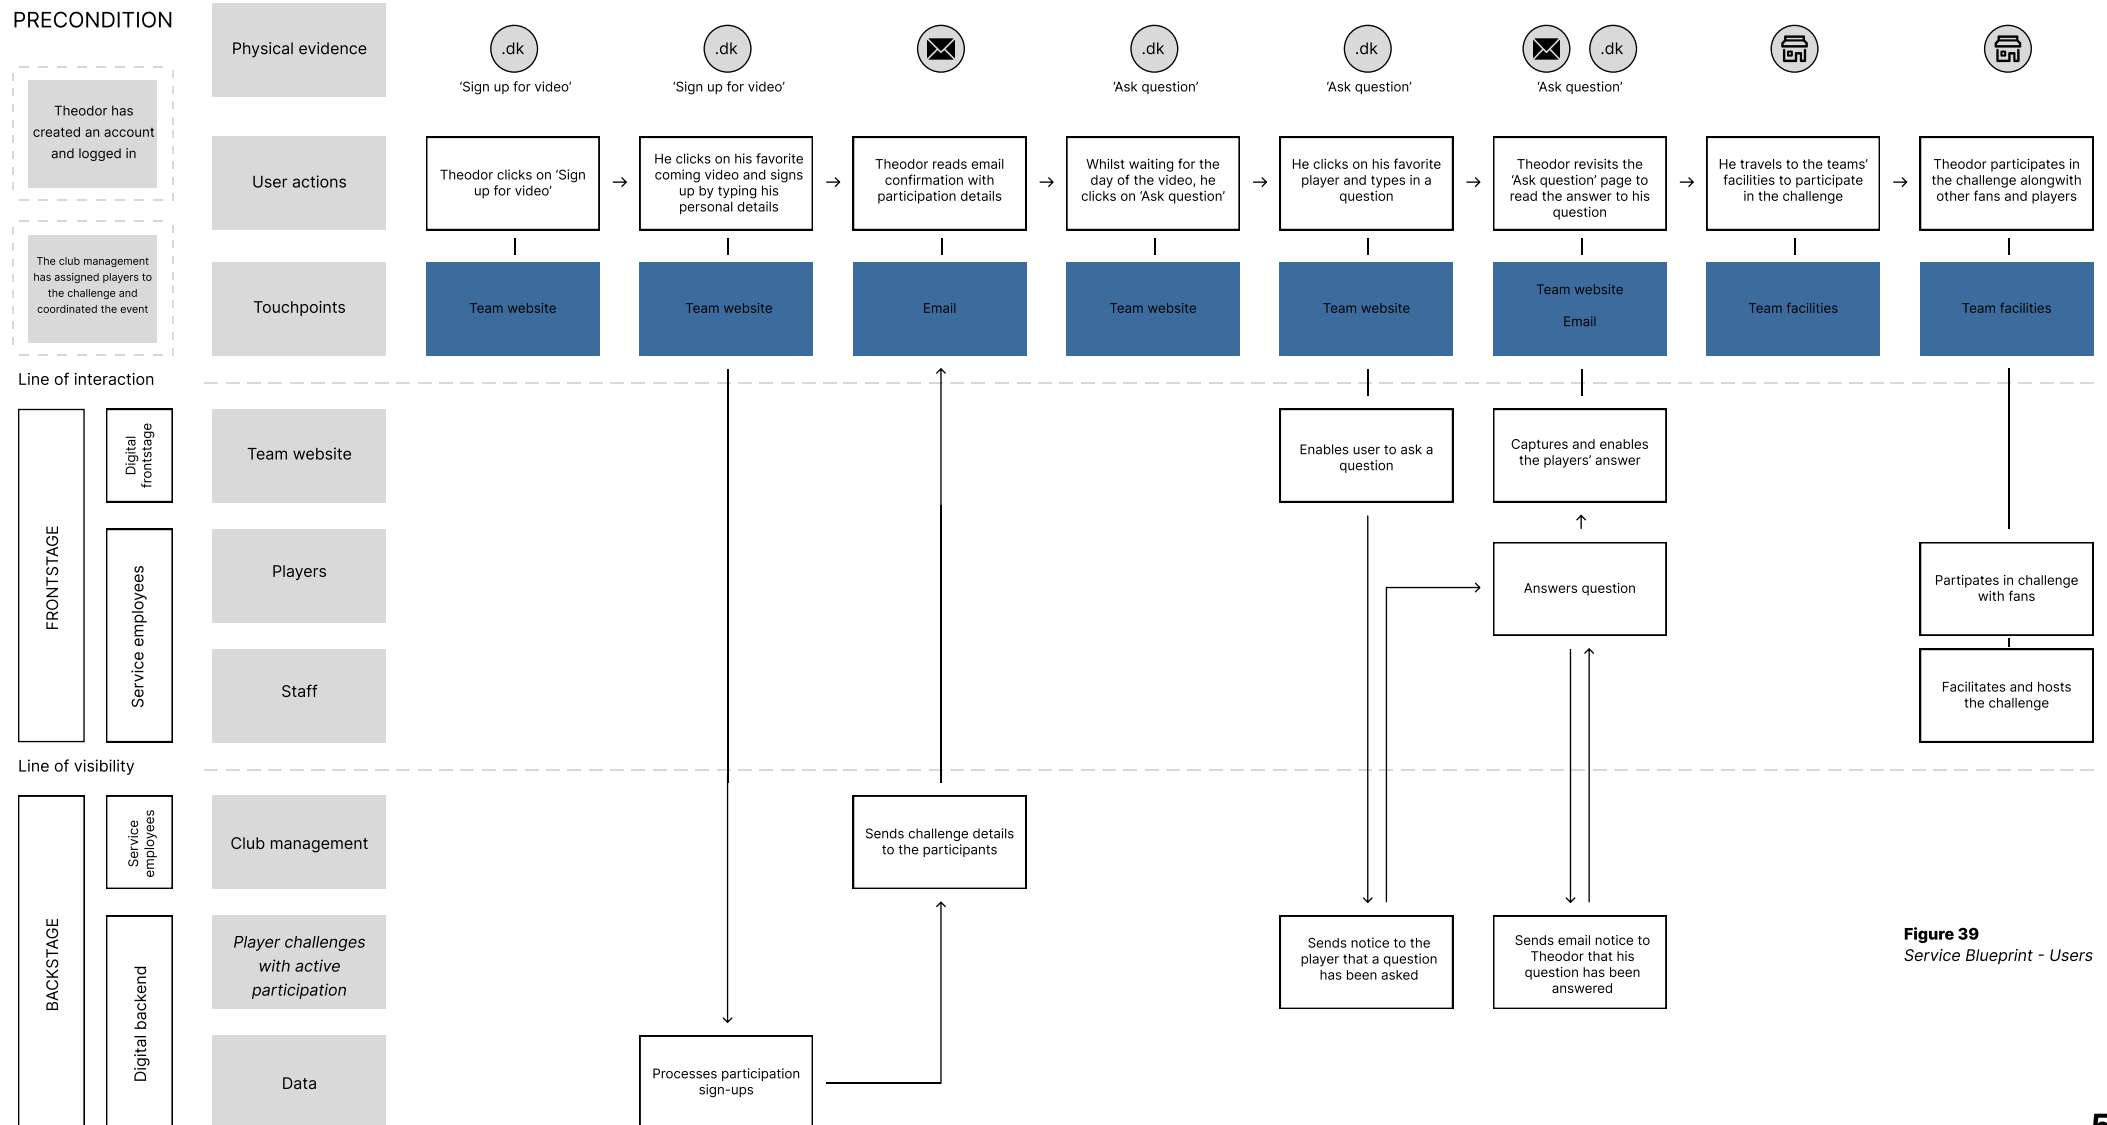 PRECONDITION
Theodor has
created an account
and logged in
The club management
has assigned players to
the challenge and
coordinated the event
Physical evidence
.dk
'Sign up for video'
.dk
'Sign up for video'
.dk
'Ask question'
.dk
'Ask question'
.dk
'Ask question'
User actions
Theodor clicks on 'Sign
up for video'
He clicks on his favorite
coming video and signs
up by typing his
personal details
Theodor reads email
confirmation with
participation details
Whilst waiting for the
day of the video, he
clicks on 'Ask question'
He clicks on his favorite
player and types in a
question
Theodor revisits the
'Ask question' page to
read the answer to his
question
He travels to the teams'
facilities to participate
in the challenge
Theodor participates in
the challenge alongwith
other fans and players
Touchpoints
Team website
Team website
Email
Team website
Team website
Team website
Email
Team facilities
Team facilities
Line of interaction
FRONTSTAGE
Digital
frontstage
Team website
Enables user to ask a
question
Captures and enables
the players' answer
Service employees
Players
Answers question
Partipates in challenge
with fans
Staff
Facilitates and hosts
the challenge
Line of visibility
BACKSTAGE
Service
employees
Club management
Sends challenge details
to the participants
Digital backend
Player challenges
with active
participation
Sends notice to the
player that a question
has been asked
Sends email notice to
Theodor that his
question has been
answered
Data
Processes participation
sign-ups
Figure 39
Service Blueprint - Users